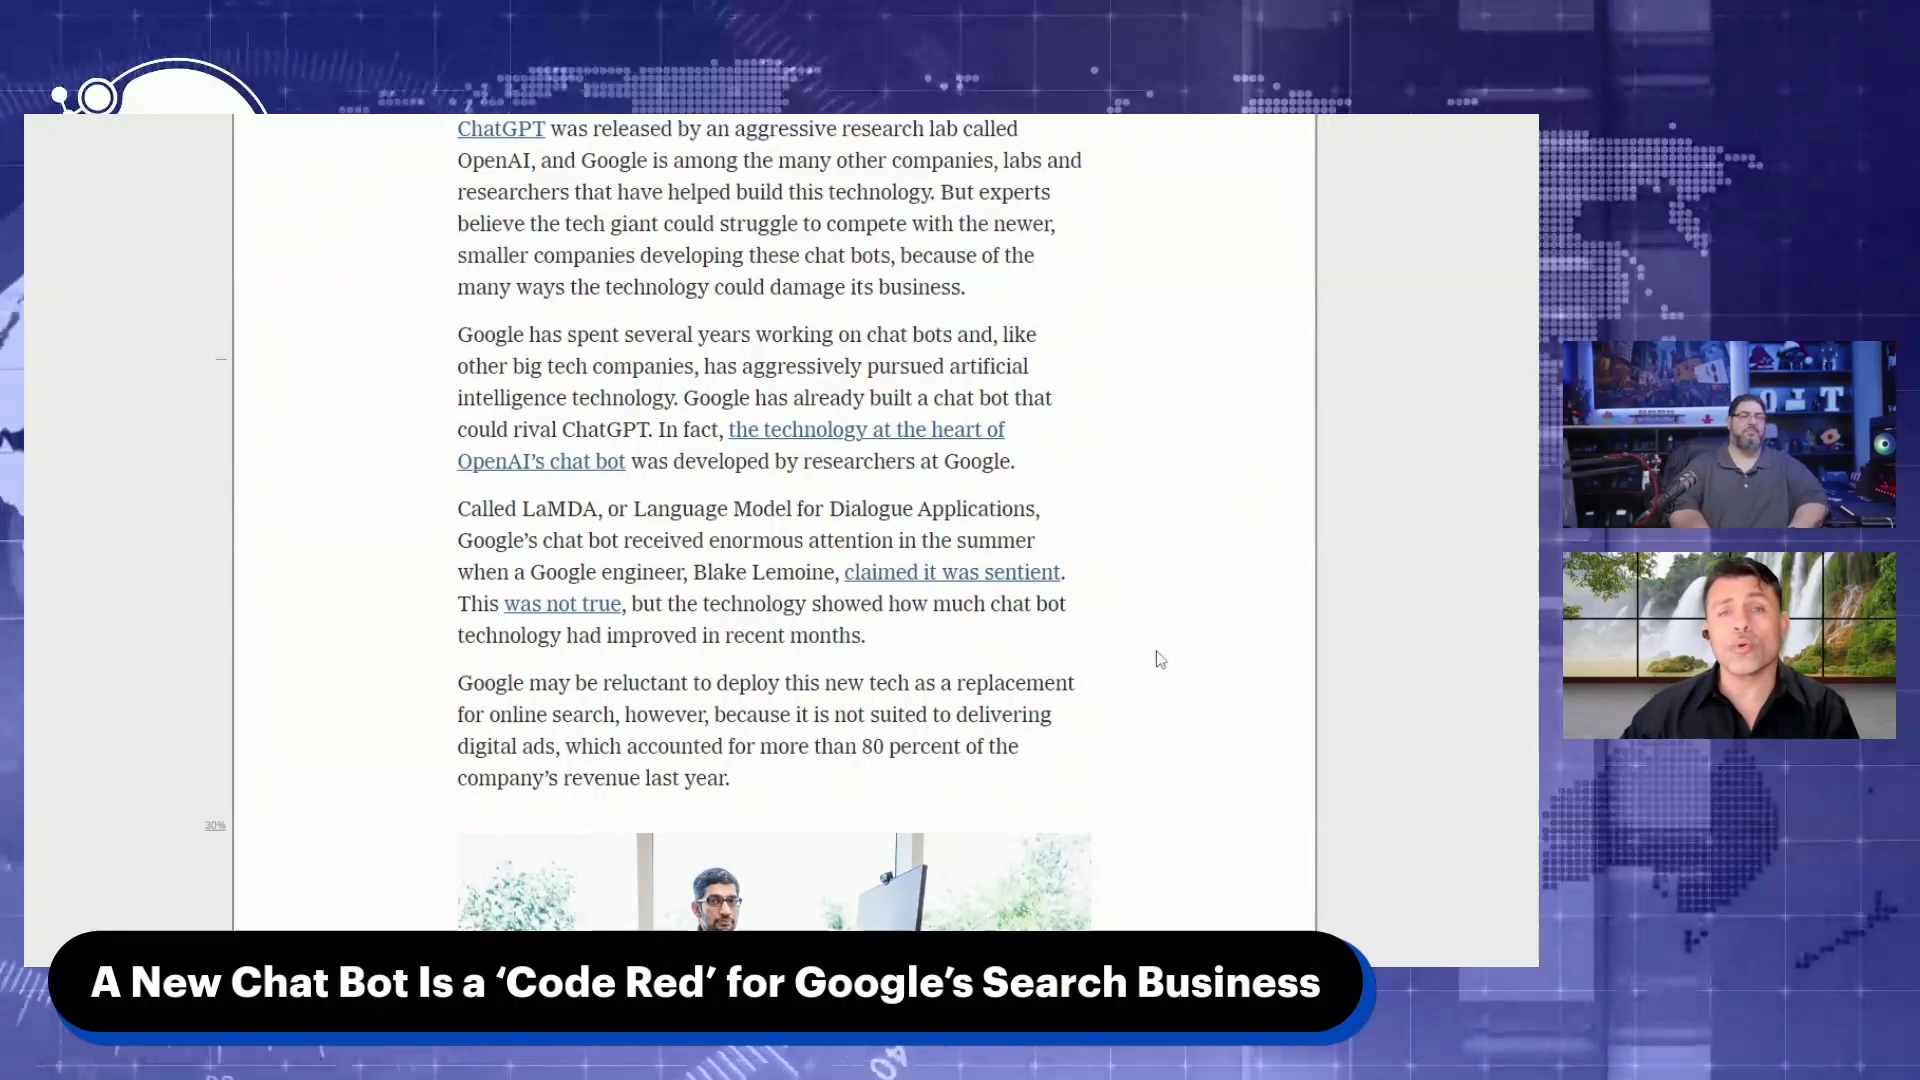 ChatGPT was released by an aggressive research lab called
OpenAI, and Google is among the many other companies, labs and
researchers that have helped build this technology. But experts
believe the tech giant could struggle to compete with the newer,
smaller companies developing these chat bots, because of the
many ways the technology could damage its business.
Google has spent several years working on chat bots and, like
other big tech companies, has aggressively pursued artificial
intelligence technology. Google has already built a chat bot that
could rival ChatGPT. In fact, the technology at the heart of
OpenAI’s chat bot was developed by researchers at Google.
Called LaMDA, or Language Model for Dialogue Applications,
Google’s chat bot received enormous attention in the summer
when a Google engineer, Blake Lemoine, claimed it was sentient.
This was not true, but the technology showed how much chat bot
technology had improved in recent months.
Google may be reluctant to deploy this new tech as a replacement
for online search, however, because it is not suited to delivering
digital ads, which accounted for more than 80 percent of the
company’s revenue last year.
30%
A New Chat Bot Is a ‘Code Red’ for Google’s Search Business